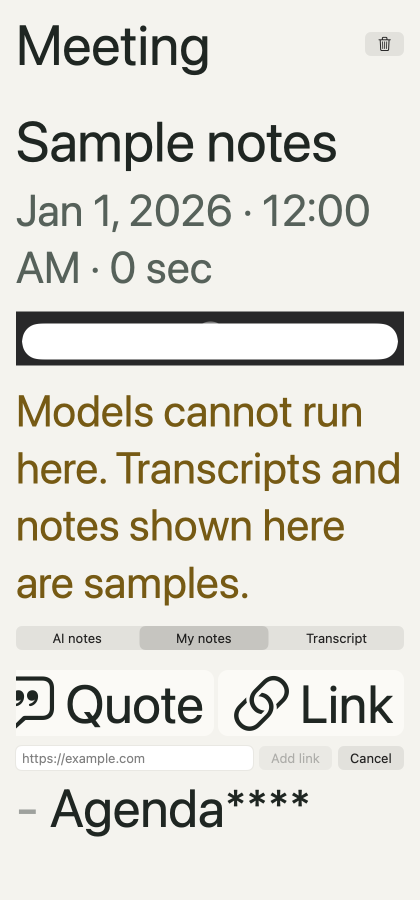 Meeting
Sample notes
Jan 1, 2026 · 12:00
AM · 0 sec
Models cannot run
here. Transcripts and
notes shown here
are samples.
AI notes My notes Transcript
Quote Link
https://example.com Add link Cancel
- Agenda****